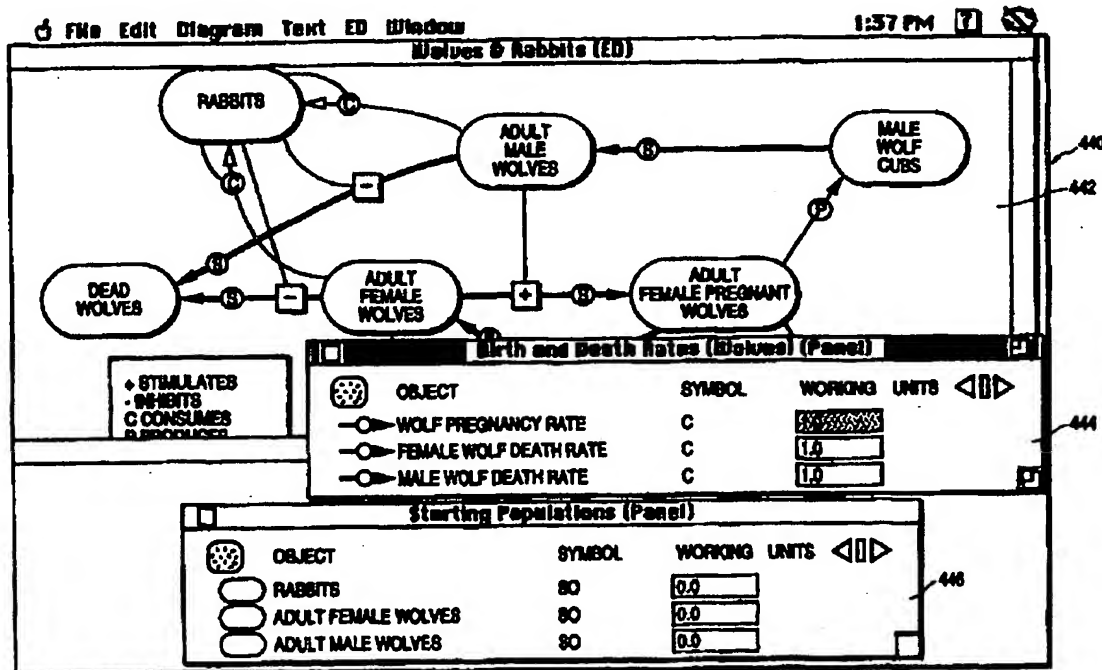 File Edit Diagram Text ED Window 1:37 PM ?
Wolves & Rabbits (ED)
RABBITS
C
ADULT
MALE
WOLVES
S
MALE
WOLF
CUBS
440
442
C
-
P
S
DEAD
WOLVES
S
-
ADULT
FEMALE
WOLVES
+
S
ADULT
FEMALE PREGNANT
WOLVES
+ STIMULATES
- INHIBITS
C CONSUMES
P PRODUCES
Birth and Death Rates (Wolves) (Panel)
OBJECT SYMBOL WORKING UNITS
WOLF PREGNANCY RATE C
FEMALE WOLF DEATH RATE C 1.0
MALE WOLF DEATH RATE C 1.0
444
Starting Populations (Panel)
OBJECT SYMBOL WORKING UNITS
RABBITS SO 0.0
ADULT FEMALE WOLVES SO 0.0
ADULT MALE WOLVES SO 0.0
446